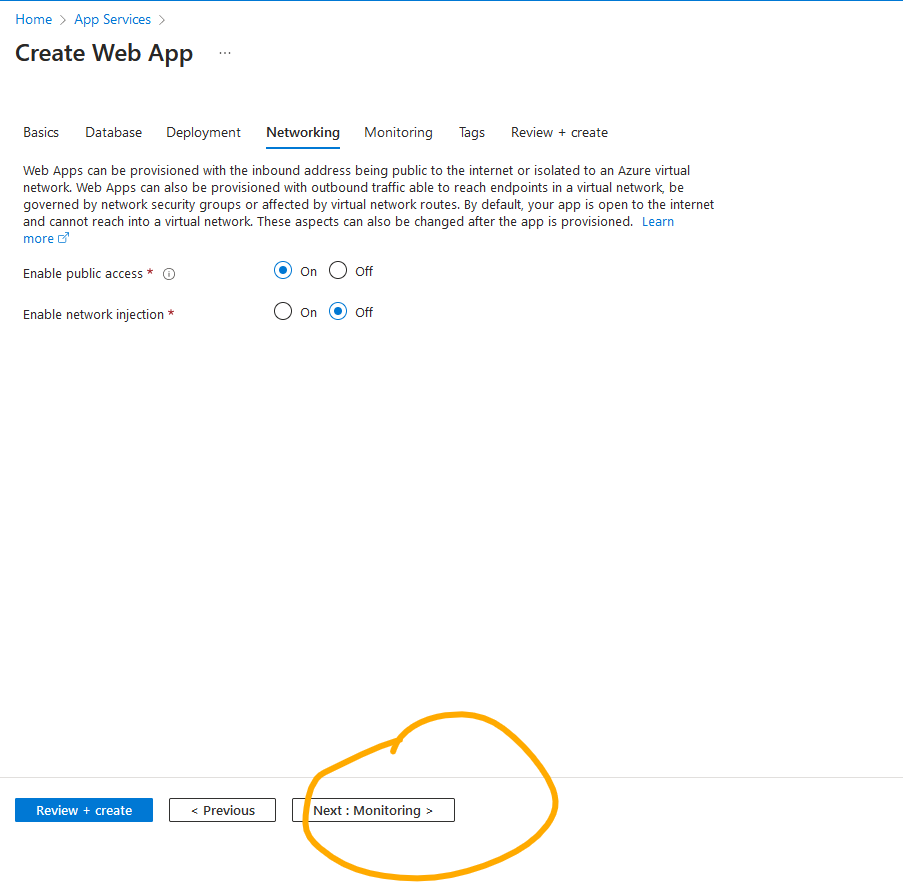 Home > App Services >
Create Web App ...
Basics Database Deployment Networking Monitoring Tags Review + create
Web Apps can be provisioned with the inbound address being public to the internet or isolated to an Azure virtual
network. Web Apps can also be provisioned with outbound traffic able to reach endpoints in a virtual network, be
governed by network security groups or affected by virtual network routes. By default, your app is open to the internet
and cannot reach into a virtual network. These aspects can also be changed after the app is provisioned. Learn
more
Enable public access * On Off
Enable network injection * On Off
Review + create < Previous Next : Monitoring >